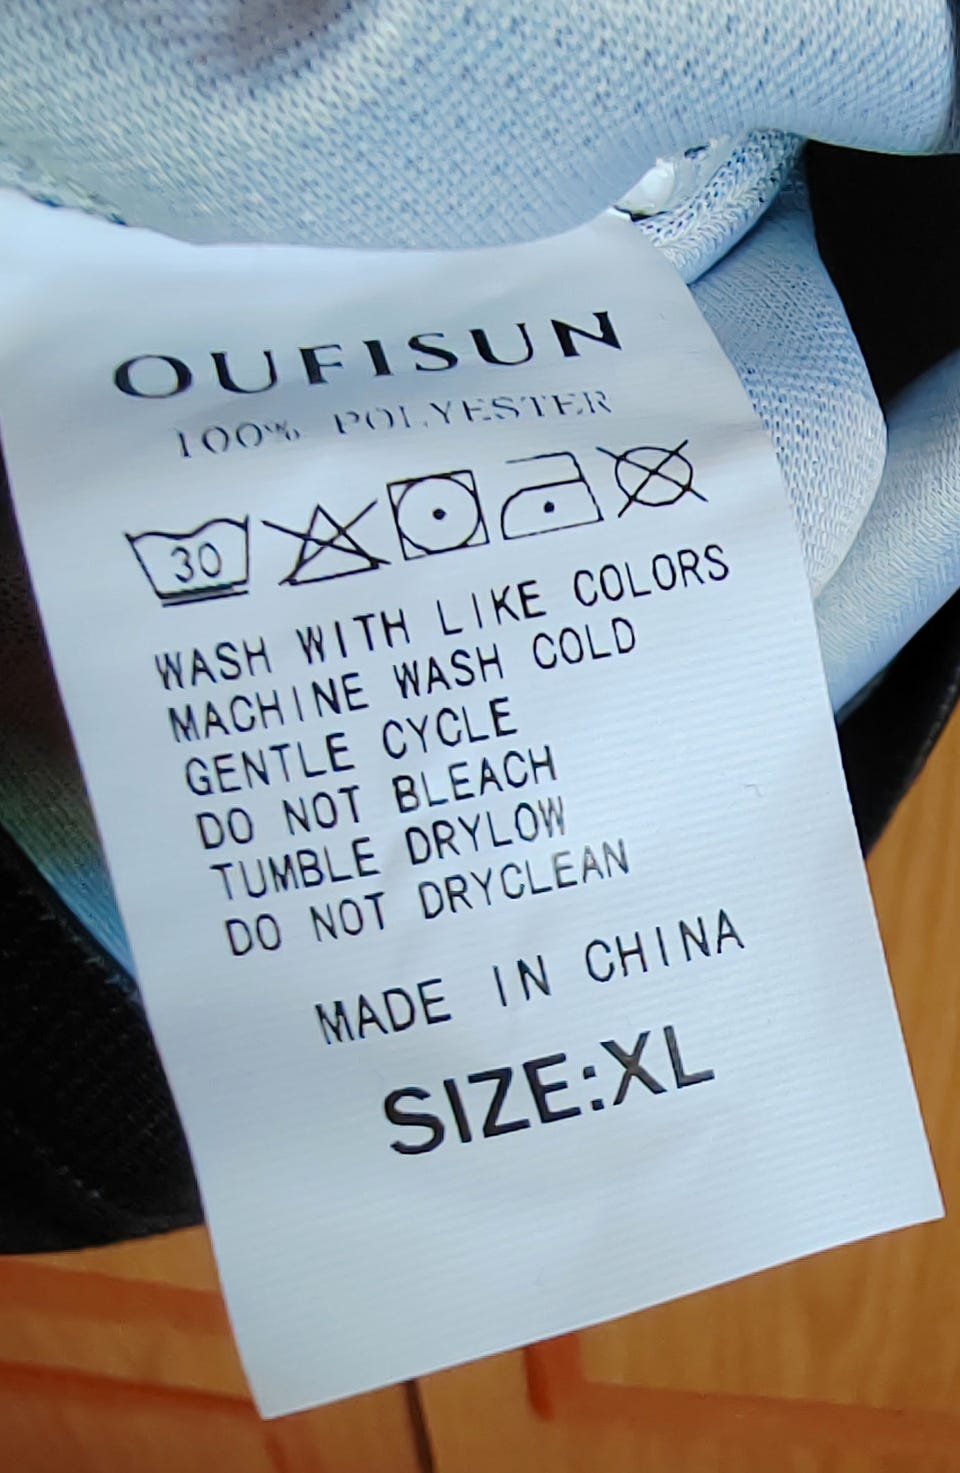 OUFISUN
100% POLYESTER
30
WASH WITH LIKE COLORS
MACHINE WASH COLD
GENTLE CYCLE
DO NOT BLEACH
TUMBLE DRYLOW
DO NOT DRYCLEAN
MADE IN CHINA
SIZE:XL